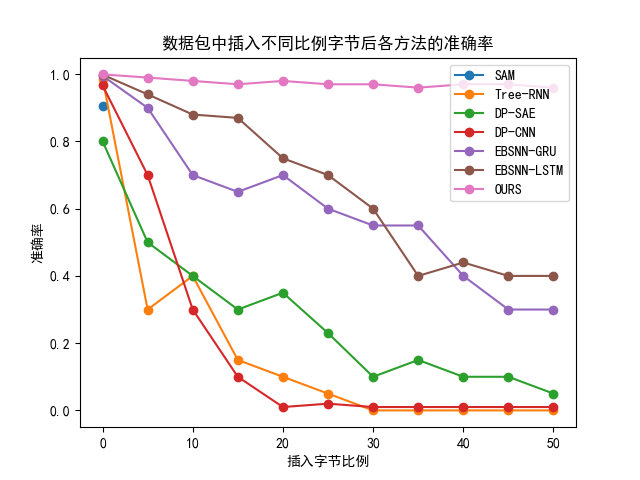 数据包中插入不同比例字节后各方法的准确率
准确率
1.0
0.8
0.6
0.4
0.2
0.0
SAM
Tree-RNN
DP-SAE
DP-CNN
EBSNN-GRU
EBSNN-LSTM
OURS
0
10
20
30
40
50
插入字节比例